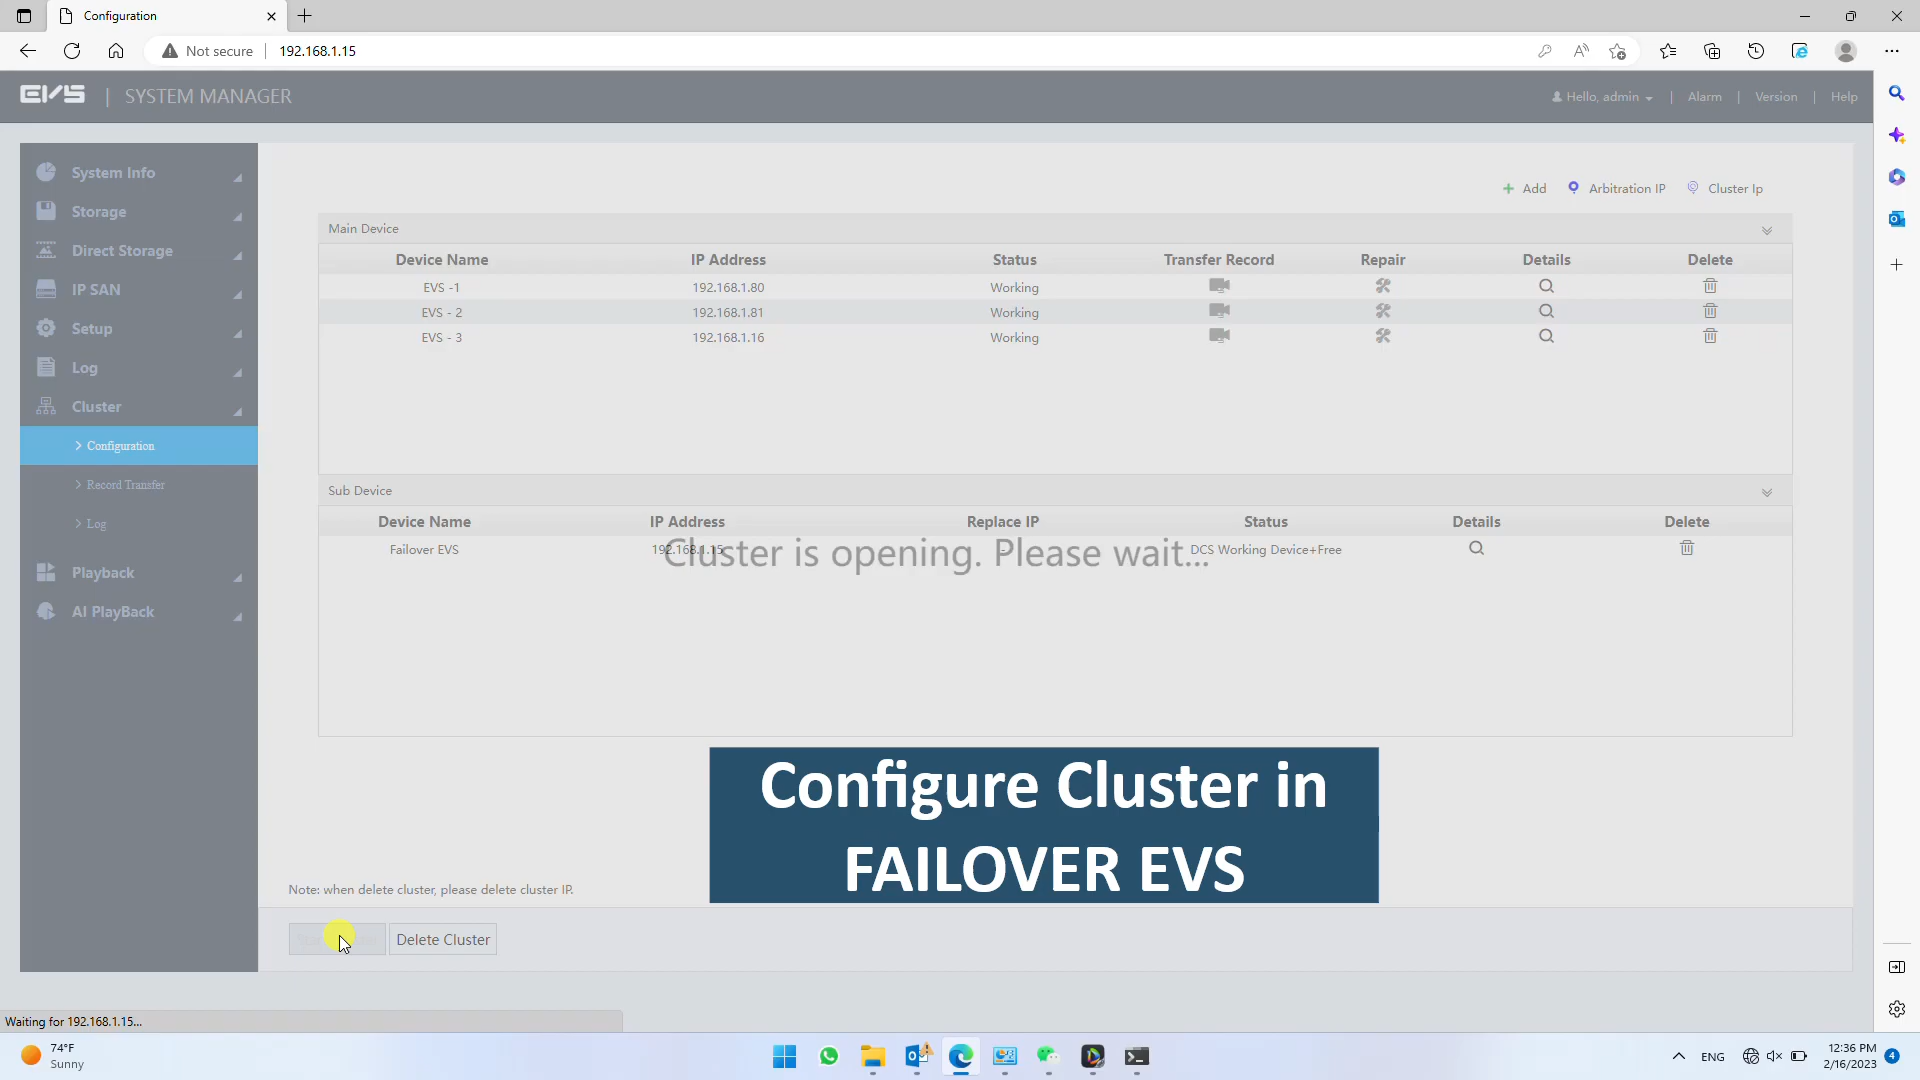 Configuration
Not secure
192.168.1.15
EVS | SYSTEM MANAGER
Hello, admin | Alarm | Version | Help
System Info
Storage
Direct Storage
IP SAN
Setup
Log
Cluster
> Configuration
> Record Transfer
> Log
Playback
AI PlayBack
+ Add Arbitration IP Cluster Ip
Main Device
Device Name IP Address Status Transfer Record Repair Details Delete
EVS -1 192.168.1.80 Working
EVS - 2 192.168.1.81 Working
EVS - 3 192.168.1.16 Working
Sub Device
Device Name IP Address Replace IP Status Details Delete
Failover EVS 192.168.1.15 - DCS Working Device+Free
Cluster is opening. Please wait...
Configure Cluster in
FAILOVER EVS
Note: when delete cluster, please delete cluster IP.
Delete Cluster
Waiting for 192.168.1.15...
74°F
Sunny
ENG
12:36 PM
2/16/2023
4